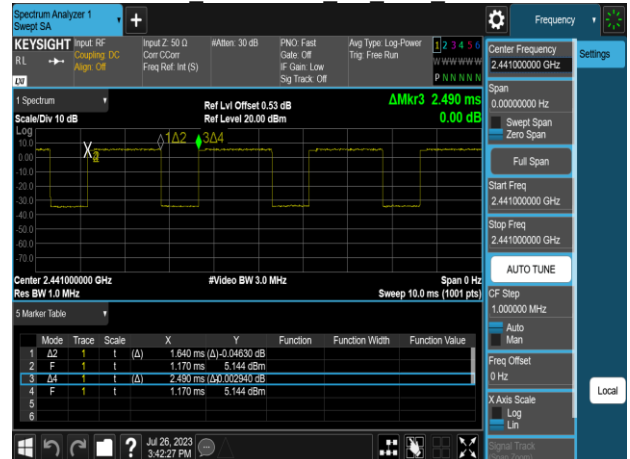 Spectrum Analyzer 1
Swept SA
Frequency
KEYSIGHT
RL
LXI
Input: RF
Coupling: DC
Align: Off
Input Z: 50 Ω
Corr CCorr
Freq Ref: Int (S)
#Atten: 30 dB
PNO: Fast
Gate: Off
IF Gain: Low
Sig Track: Off
Avg Type: Log-Power
Trig: Free Run
1 2 3 4 5 6
W W W W W W
P N N N N N
1 Spectrum
Scale/Div 10 dB
Ref Lvl Offset 0.53 dB
Ref Level 20.00 dBm
ΔMkr3 2.490 ms
0.00 dB
Log
10.0
0.00
-10.0
-20.0
-30.0
-40.0
-50.0
-60.0
-70.0
1Δ2
3Δ4
X
Center 2.441000000 GHz
Res BW 1.0 MHz
#Video BW 3.0 MHz
Span 0 Hz
Sweep 10.0 ms (1001 pts)
5 Marker Table
Mode Trace Scale X Y Function Function Width Function Value
1 Δ2 1 t (Δ) 1.640 ms (Δ) -0.04630 dB
2 F 1 t 1.170 ms 5.144 dBm
3 Δ4 1 t (Δ) 2.490 ms (Δ) 0.002940 dB
4 F 1 t 1.170 ms 5.144 dBm
5
6
?
Jul 26, 2023
3:42:27 PM
Center Frequency
2.441000000 GHz
Settings
Span
0.00000000 Hz
Swept Span
Zero Span
Full Span
Start Freq
2.441000000 GHz
Stop Freq
2.441000000 GHz
AUTO TUNE
CF Step
1.000000 MHz
Auto
Man
Freq Offset
0 Hz
Local
X Axis Scale
Log
Lin
Signal Track
(Span Zoom)